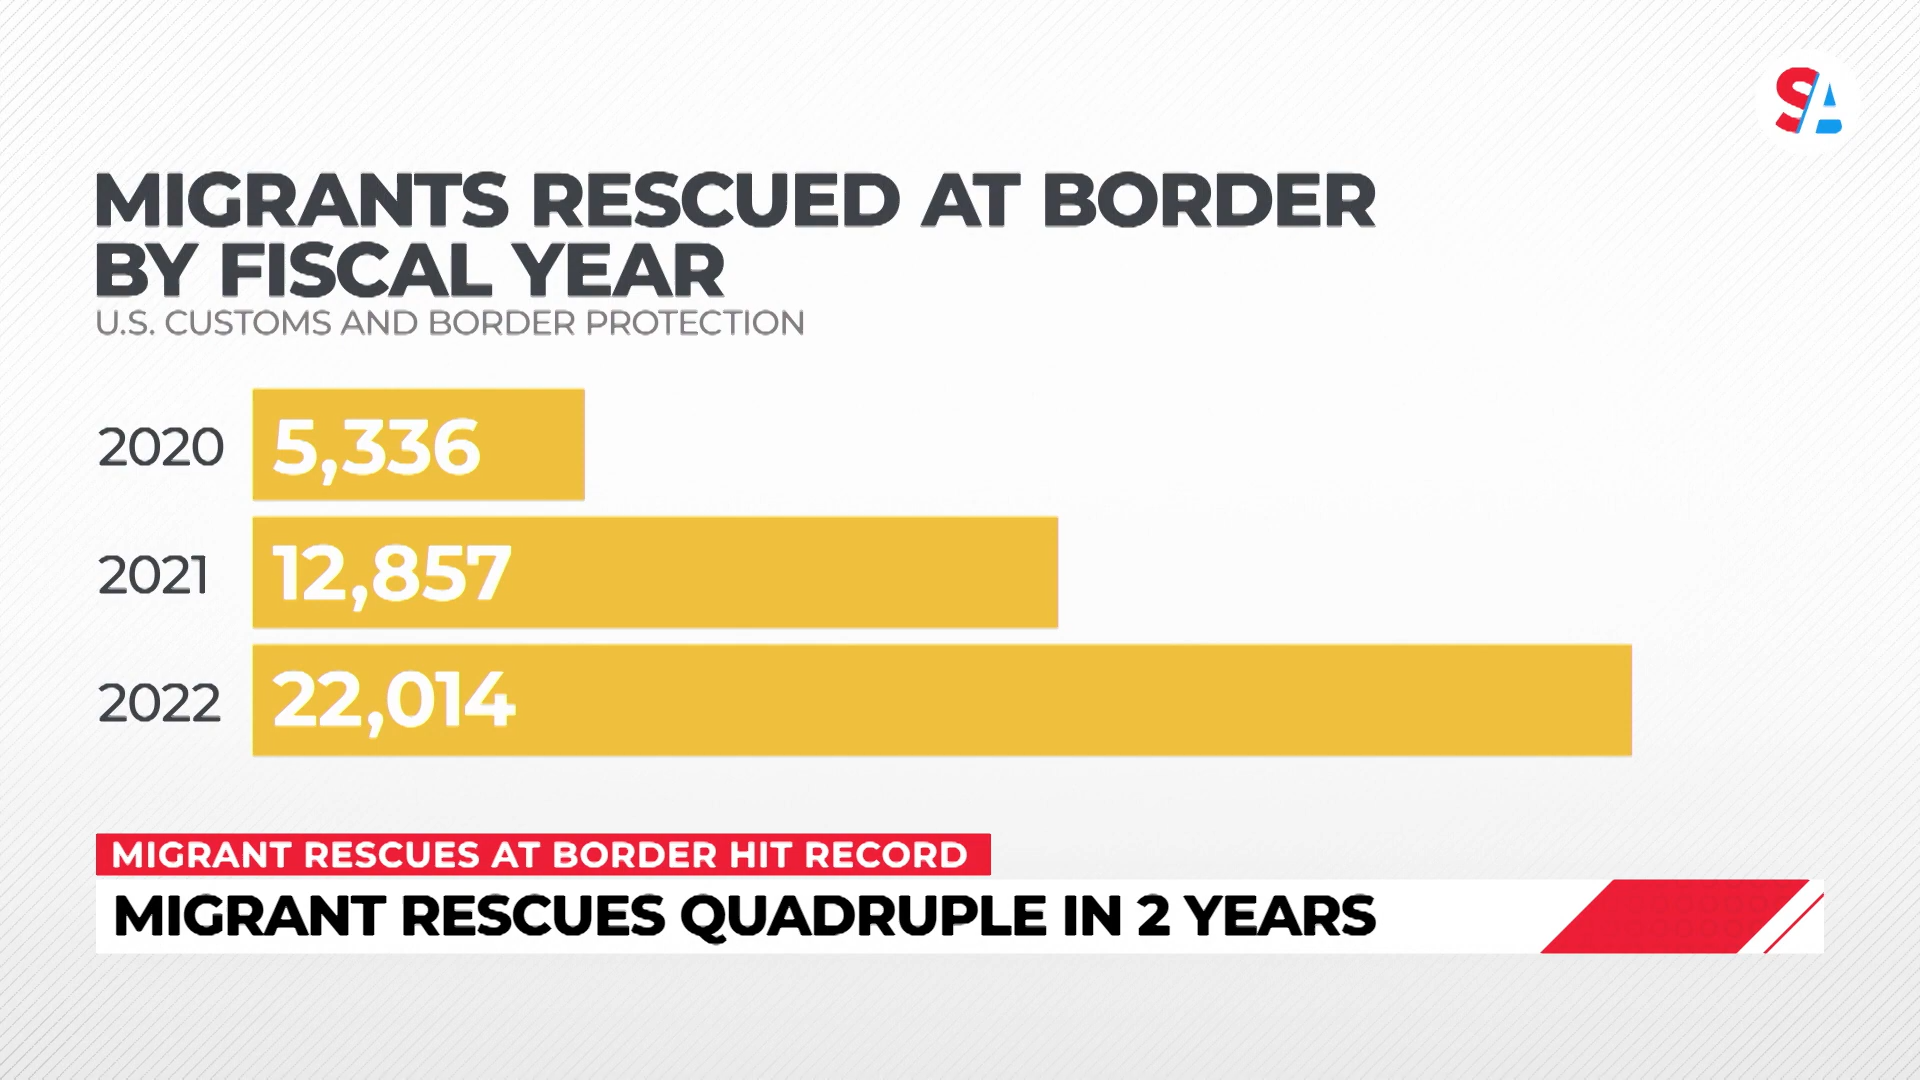 SA
MIGRANTS RESCUED AT BORDER
BY FISCAL YEAR
U.S. CUSTOMS AND BORDER PROTECTION
2020 5,336
2021 12,857
2022 22,014
MIGRANT RESCUES AT BORDER HIT RECORD
MIGRANT RESCUES QUADRUPLE IN 2 YEARS